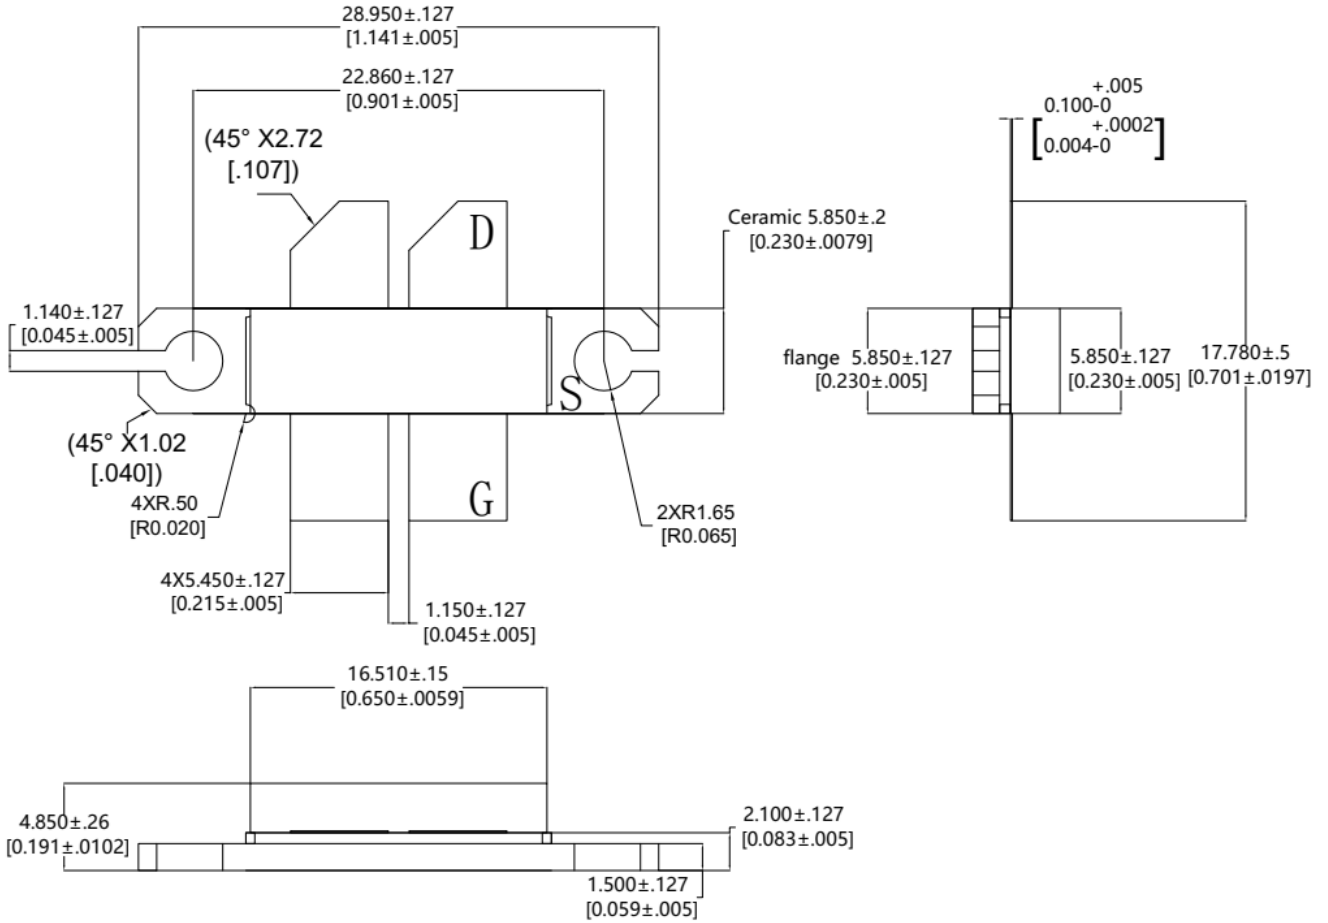 28.950±.127
[1.141±.005]
22.860±.127
[0.901±.005]
(45° X2.72
[.107])
+.005
0.100-0
+.0002
[0.004-0 ]
D
Ceramic 5.850±.2
[0.230±.0079]
1.140±.127
[0.045±.005]
flange 5.850±.127
[0.230±.005]
5.850±.127
[0.230±.005]
17.780±.5
[0.701±.0197]
S
(45° X1.02
[.040])
4XR.50
[R0.020]
G
2XR1.65
[R0.065]
4X5.450±.127
[0.215±.005]
1.150±.127
[0.045±.005]
16.510±.15
[0.650±.0059]
4.850±.26
[0.191±.0102]
2.100±.127
[0.083±.005]
1.500±.127
[0.059±.005]